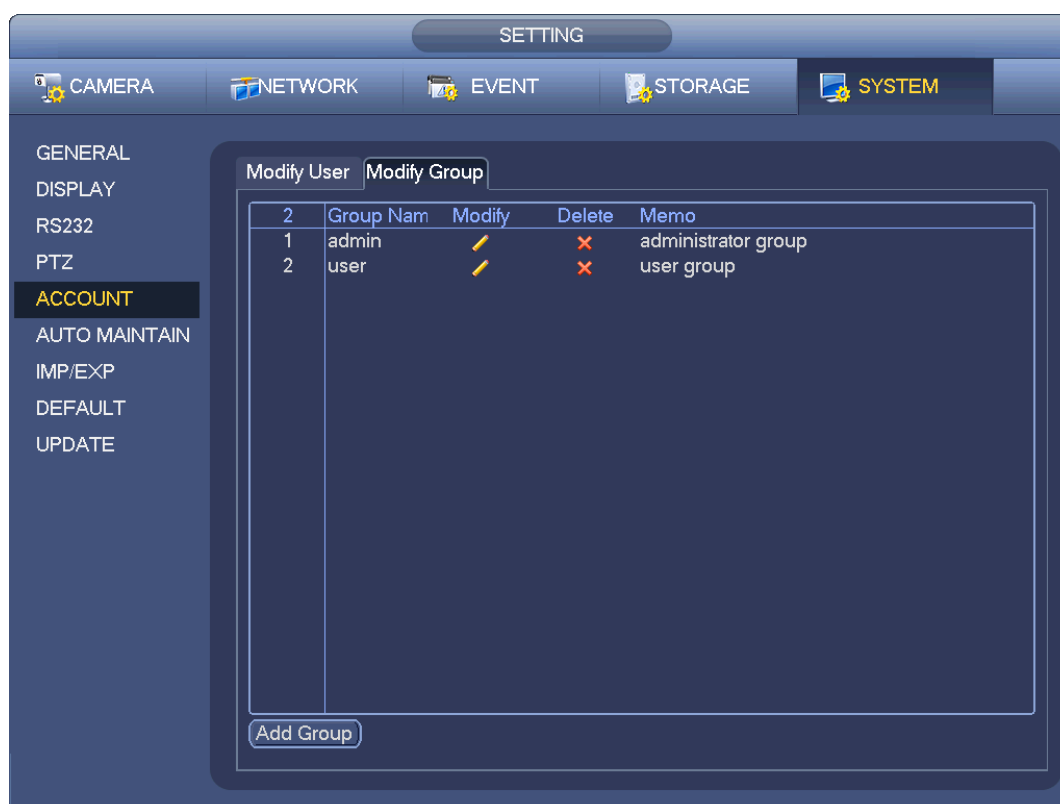 SETTING
CAMERA NETWORK EVENT STORAGE SYSTEM
GENERAL
DISPLAY
RS232
PTZ
ACCOUNT
AUTO MAINTAIN
IMP/EXP
DEFAULT
UPDATE
Modify User Modify Group
2 Group Nam Modify Delete Memo
1 admin administrator group
2 user user group
Add Group